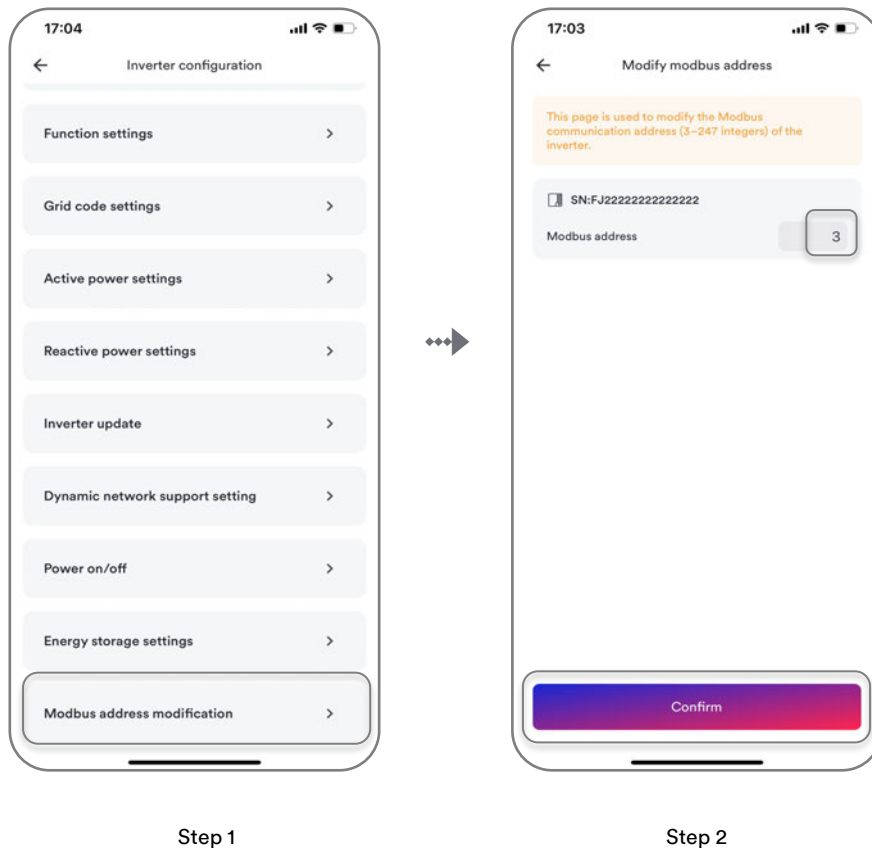 17:04
Inverter configuration
Function settings
Grid code settings
Active power settings
Reactive power settings
Inverter update
Dynamic network support setting
Power on/off
Energy storage settings
Modbus address modification
Step 1
17:03
Modify modbus address
This page is used to modify the Modbus
communication address (3–247 integers) of the
inverter.
SN:FJ22222222222222
Modbus address 3
Confirm
Step 2